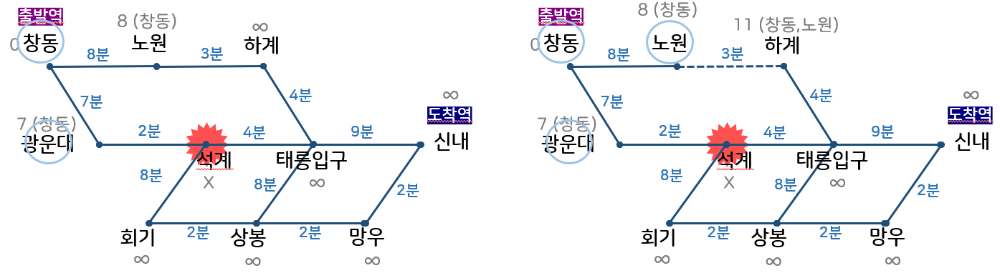 출발역
8 (창동)
∞
0
창동
노원
하계
8분
3분
7분
4분
∞
도착역
7 (창동)
광운대
2분
4분
9분
신내
석계
태릉입구
X
∞
8분
8분
2분
회기
2분
상봉
2분
망우
∞
∞
∞
출발역
8 (창동)
11 (창동,노원)
0
창동
노원
하계
8분
3분
7분
4분
∞
도착역
7 (창동)
광운대
2분
4분
9분
신내
석계
태릉입구
X
∞
8분
8분
2분
회기
2분
상봉
2분
망우
∞
∞
∞